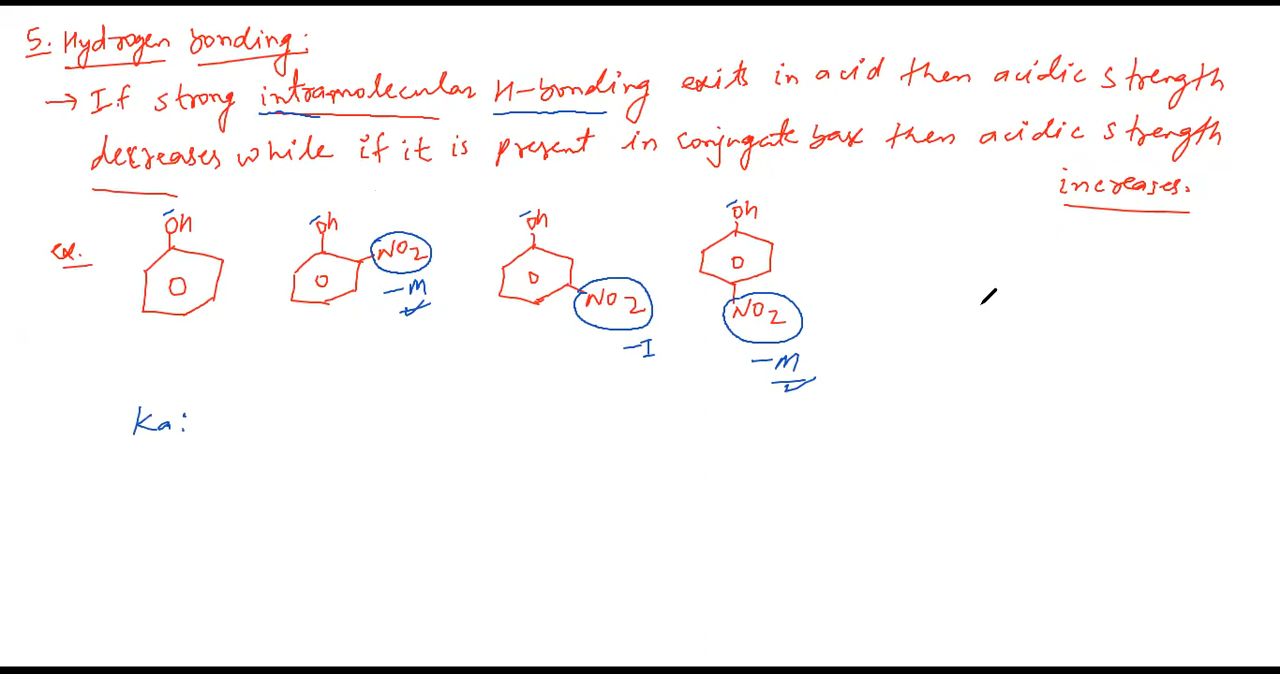 5. Hydrogen bonding:
→ If strong intramolecular H-bonding exits in acid then acidic strength
decreases while if it is present in conjugate base then acidic strength
increases.
ex. Oh Oh NO2 Oh NO2 Oh NO2
-M -I -M
Ka: